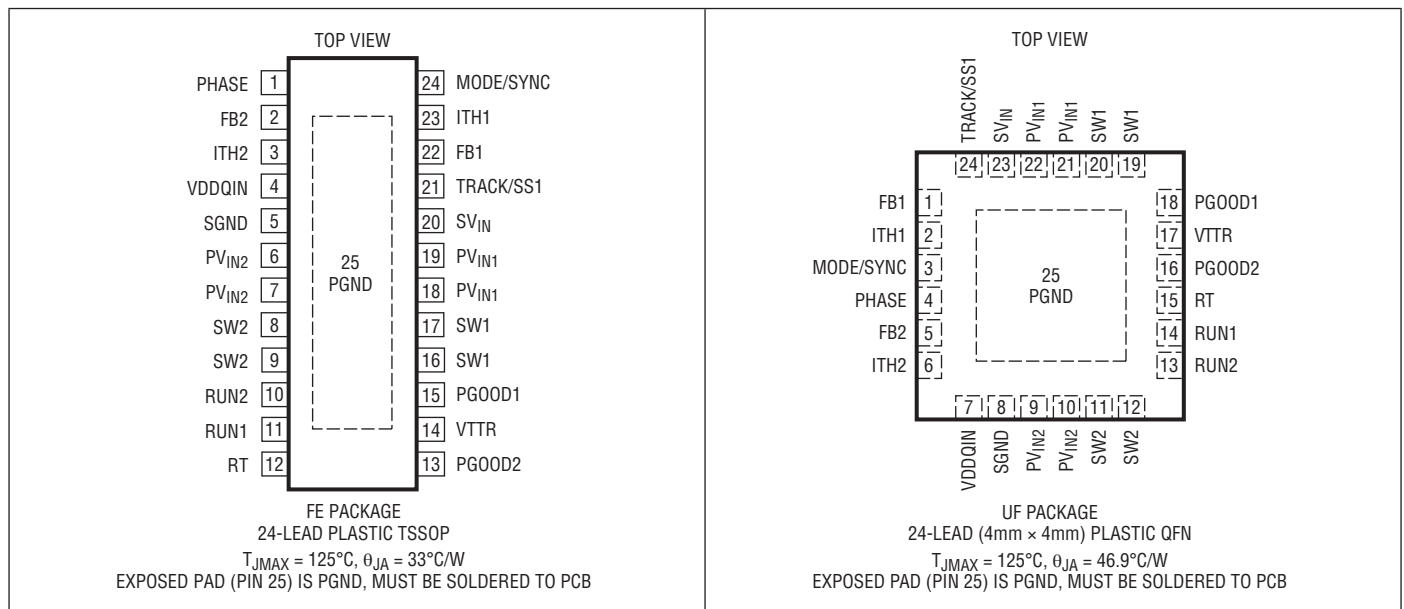 TOP VIEW
PHASE 1
FB2 2
ITH2 3
VDDQIN 4
SGND 5
PVIN2 6
PVIN2 7
SW2 8
SW2 9
RUN2 10
RUN1 11
RT 12
25
PGND
24 MODE/SYNC
23 ITH1
22 FB1
21 TRACK/SS1
20 SVIN
19 PVIN1
18 PVIN1
17 SW1
16 SW1
15 PGOOD1
14 VTTR
13 PGOOD2
FE PACKAGE
24-LEAD PLASTIC TSSOP
TJMAX = 125°C, θJA = 33°C/W
EXPOSED PAD (PIN 25) IS PGND, MUST BE SOLDERED TO PCB
TOP VIEW
TRACK/SS1
SVIN
PVIN1
PVIN1
SW1
SW1
24 23 22 21 20 19
FB1 1
ITH1 2
MODE/SYNC 3
PHASE 4
FB2 5
ITH2 6
25
PGND
18 PGOOD1
17 VTTR
16 PGOOD2
15 RT
14 RUN1
13 RUN2
7 8 9 10 11 12
VDDQIN
SGND
PVIN2
PVIN2
SW2
SW2
UF PACKAGE
24-LEAD (4mm × 4mm) PLASTIC QFN
TJMAX = 125°C, θJA = 46.9°C/W
EXPOSED PAD (PIN 25) IS PGND, MUST BE SOLDERED TO PCB